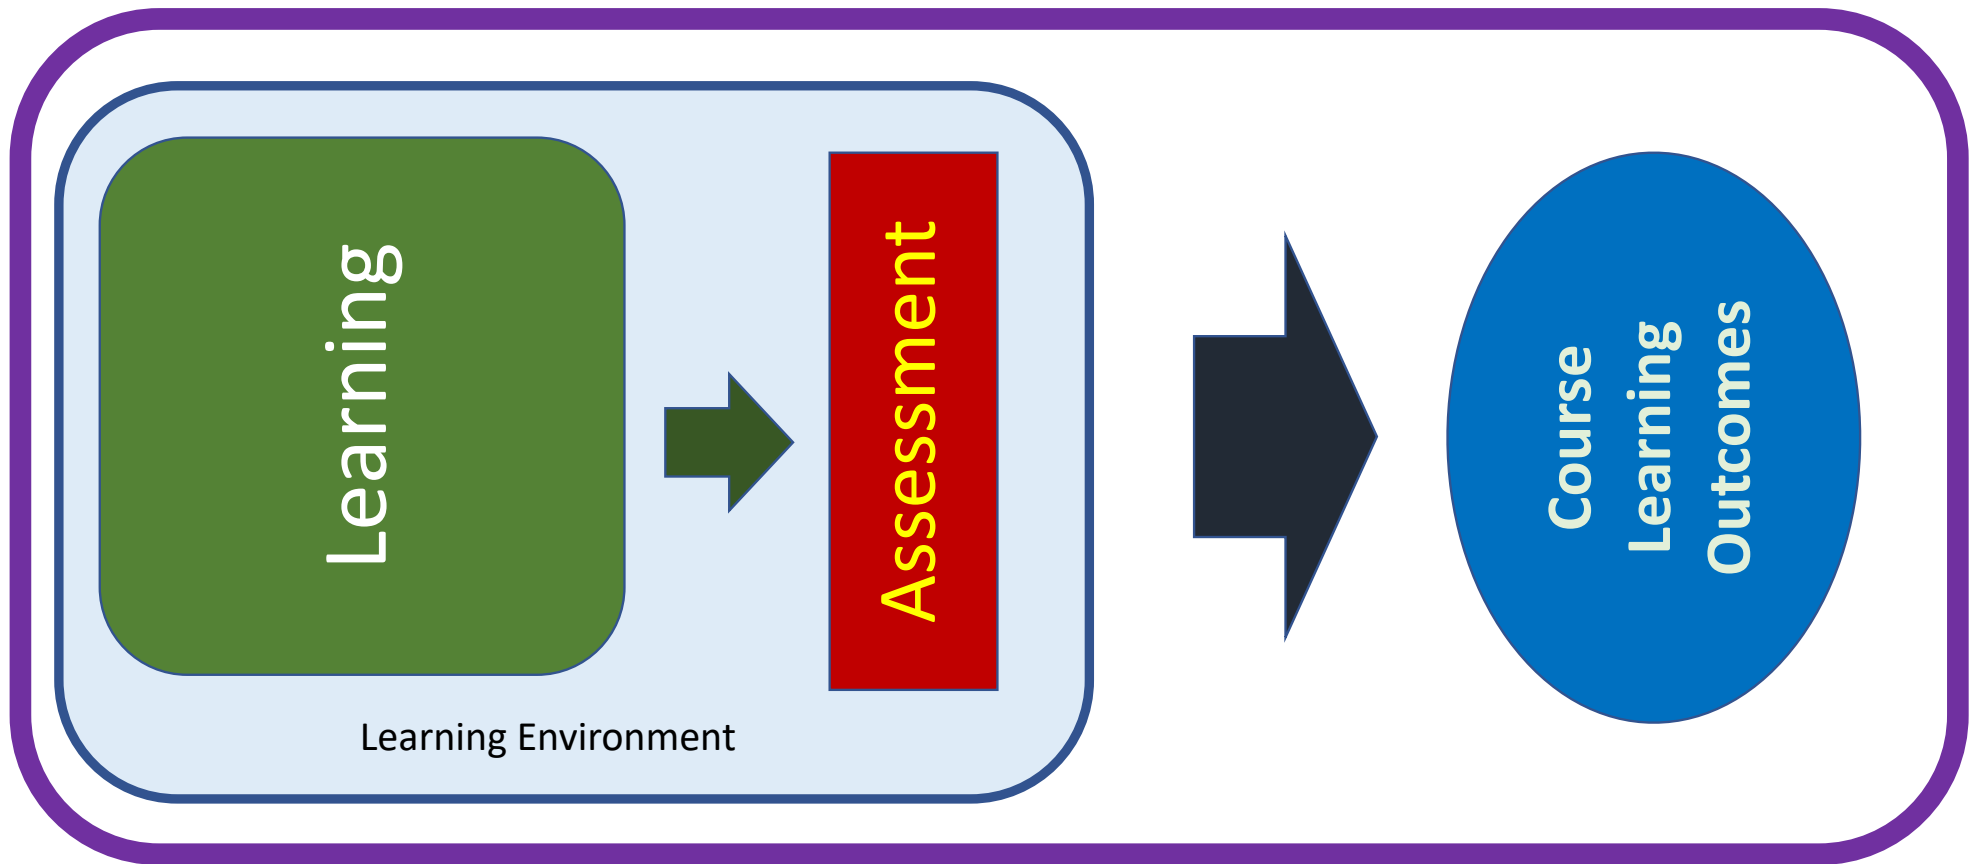 Learning
Assessment
Learning Environment
Course
Learning
Outcomes